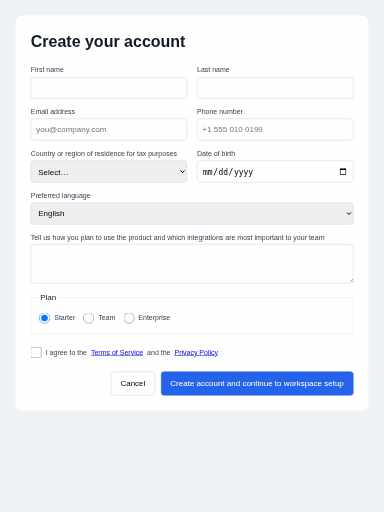 Create your account
First name
Last name
Email address
Phone number
you@company.com
+1 555 010 0199
Country or region of residence for tax purposes
Date of birth
Select…
mm/dd/yyyy
Preferred language
English
Tell us how you plan to use the product and which integrations are most important to your team
Plan
Starter
Team
Enterprise
I agree to the Terms of Service and the Privacy Policy
Cancel
Create account and continue to workspace setup